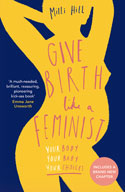 Milli Hill
'A much-needed,
brilliant, reassuring,
pioneering
kick-ass book'
Emma Jane
Unsworth
GIVE
BIRTH
like a
FEMINIST
YOUR BODY
YOUR BABY
YOUR CHOICES
INCLUDES A
BRAND NEW
CHAPTER